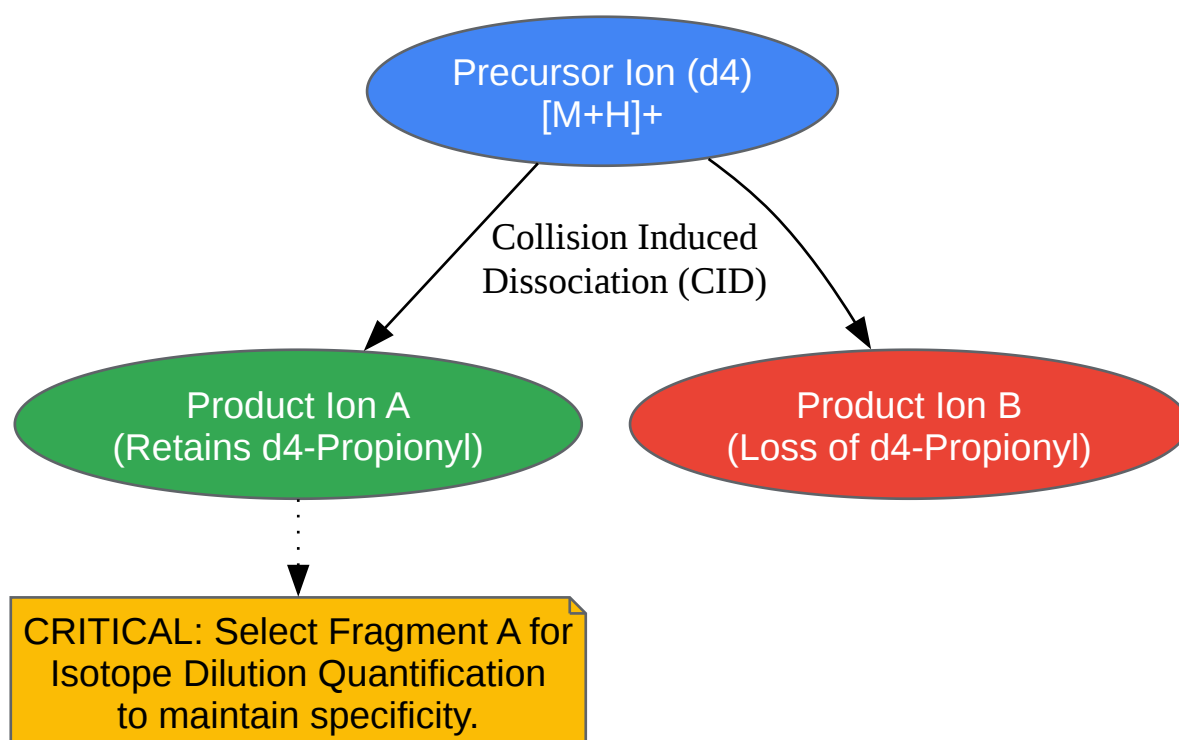 Precursor Ion (d4)
[M+H]+
Collision Induced
Dissociation (CID)
Product Ion A
(Retains d4-Propionyl)
Product Ion B
(Loss of d4-Propionyl)
CRITICAL: Select Fragment A for
Isotope Dilution Quantification
to maintain specificity.